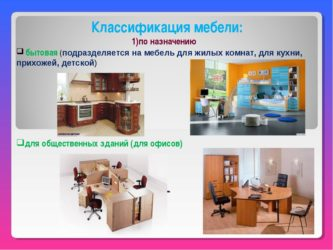 Классификация мебели:
1)по назначению
бытовая (подразделяется на мебель для жилых комнат, для кухни,
прихожей, детской)
для общественных зданий (для офисов)